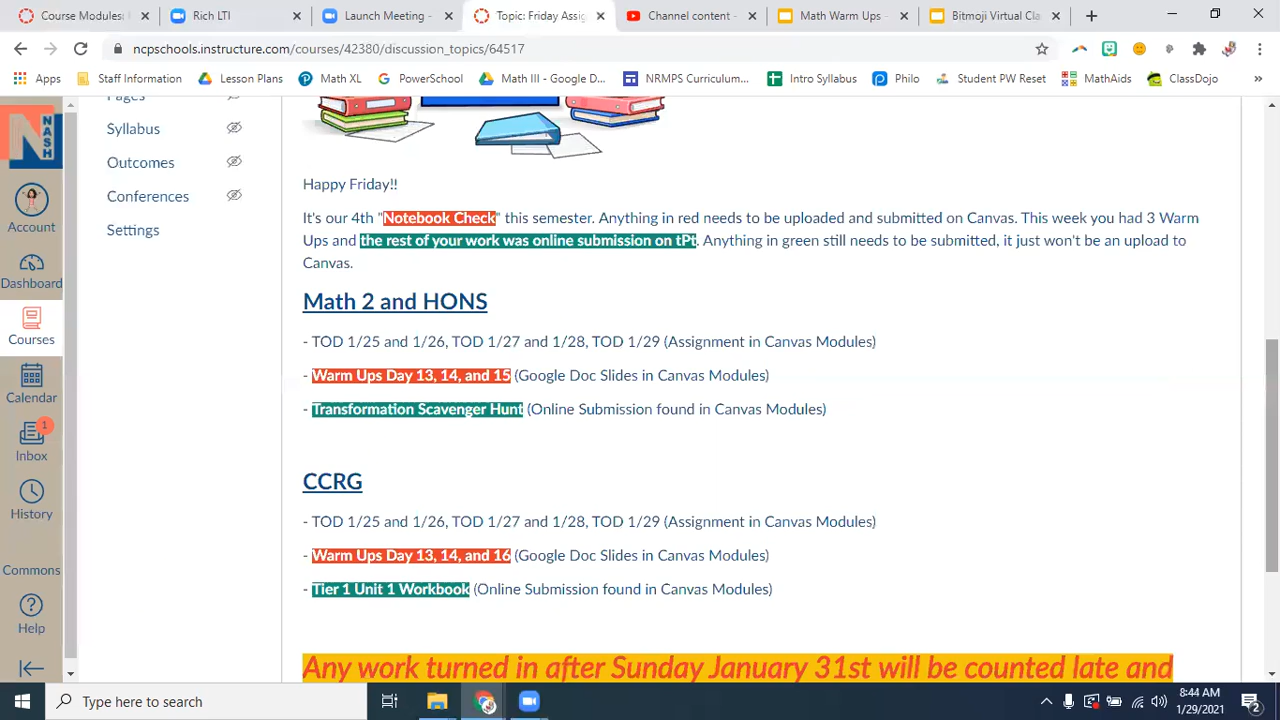 Course Modules:
Rich LTI
Launch Meeting -
Topic: Friday Assig
Channel content -
Math Warm Ups -
Bitmoji Virtual Cla
ncpschools.instructure.com/courses/42380/discussion_topics/64517
Apps
Staff Information
Lesson Plans
Math XL
PowerSchool
Math III - Google D...
NRMPS Curriculum...
Intro Syllabus
Philo
Student PW Reset
MathAids
ClassDojo
»
NASH
Account
Dashboard
Courses
Calendar
1
Inbox
History
Commons
Help
Pages
Syllabus
Outcomes
Conferences
Settings
Happy Friday!!
It's our 4th "Notebook Check" this semester. Anything in red needs to be uploaded and submitted on Canvas. This week you had 3 Warm
Ups and the rest of your work was online submission on tPt. Anything in green still needs to be submitted, it just won't be an upload to
Canvas.
Math 2 and HONS
- TOD 1/25 and 1/26, TOD 1/27 and 1/28, TOD 1/29 (Assignment in Canvas Modules)
- Warm Ups Day 13, 14, and 15 (Google Doc Slides in Canvas Modules)
- Transformation Scavenger Hunt (Online Submission found in Canvas Modules)
CCRG
- TOD 1/25 and 1/26, TOD 1/27 and 1/28, TOD 1/29 (Assignment in Canvas Modules)
- Warm Ups Day 13, 14, and 16 (Google Doc Slides in Canvas Modules)
- Tier 1 Unit 1 Workbook (Online Submission found in Canvas Modules)
Any work turned in after Sunday January 31st will be counted late and
Type here to search
8:44 AM
1/29/2021
2